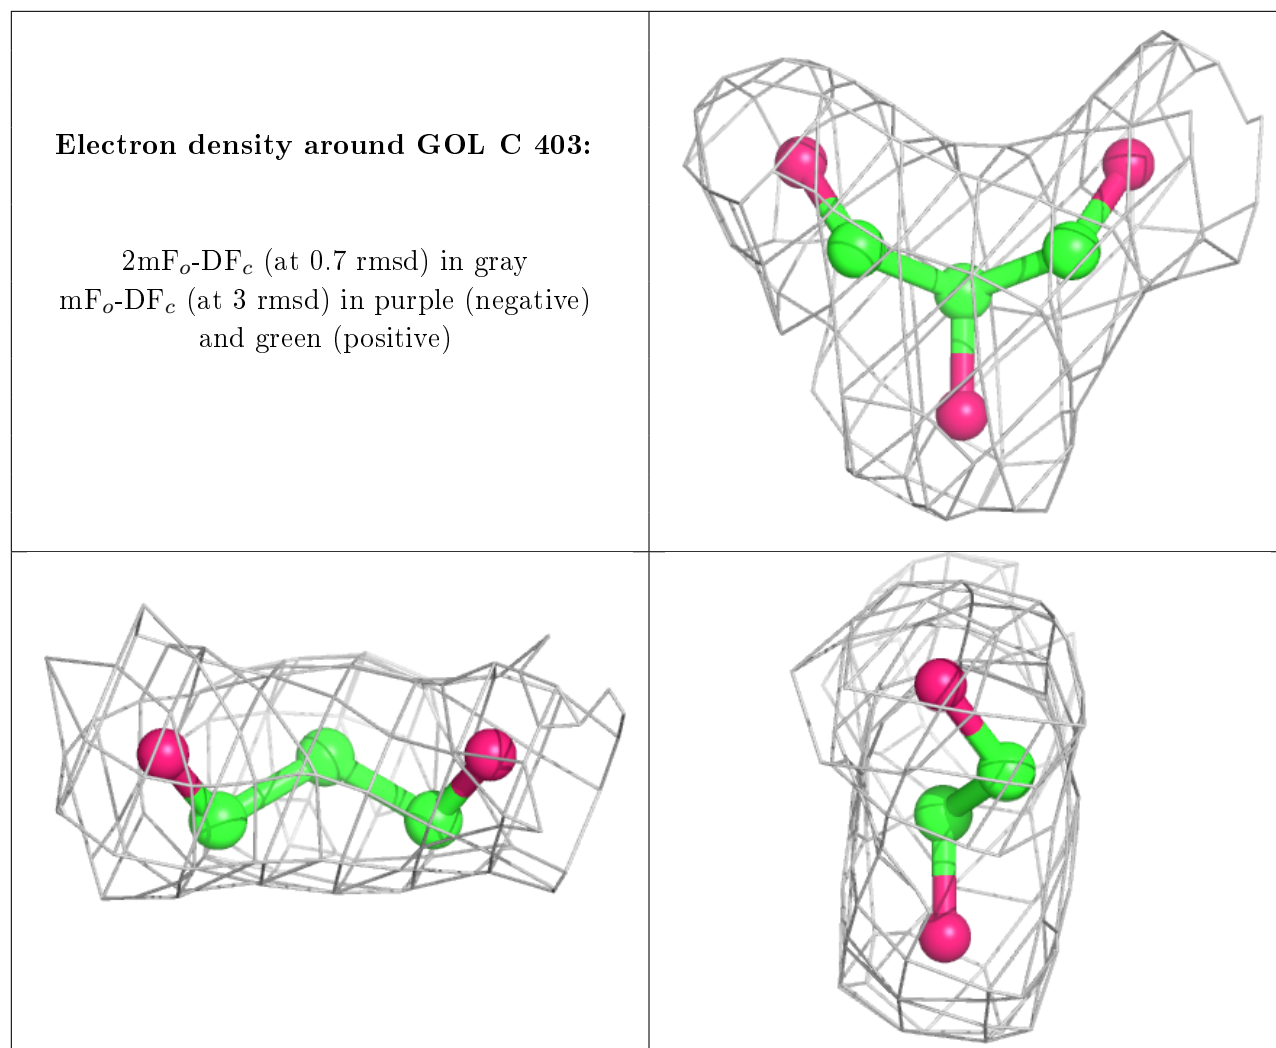 Electron density around GOL C 403:
2mFo-DFc (at 0.7 rmsd) in gray
mFo-DFc (at 3 rmsd) in purple (negative)
and green (positive)